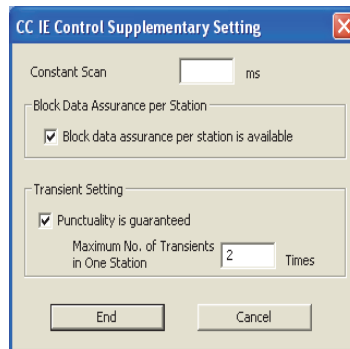 CC IE Control Supplementary Setting
Constant Scan ms
Block Data Assurance per Station
Block data assurance per station is available
Transient Setting
Punctuality is guaranteed
Maximum No. of Transients
in One Station 2 Times
End Cancel